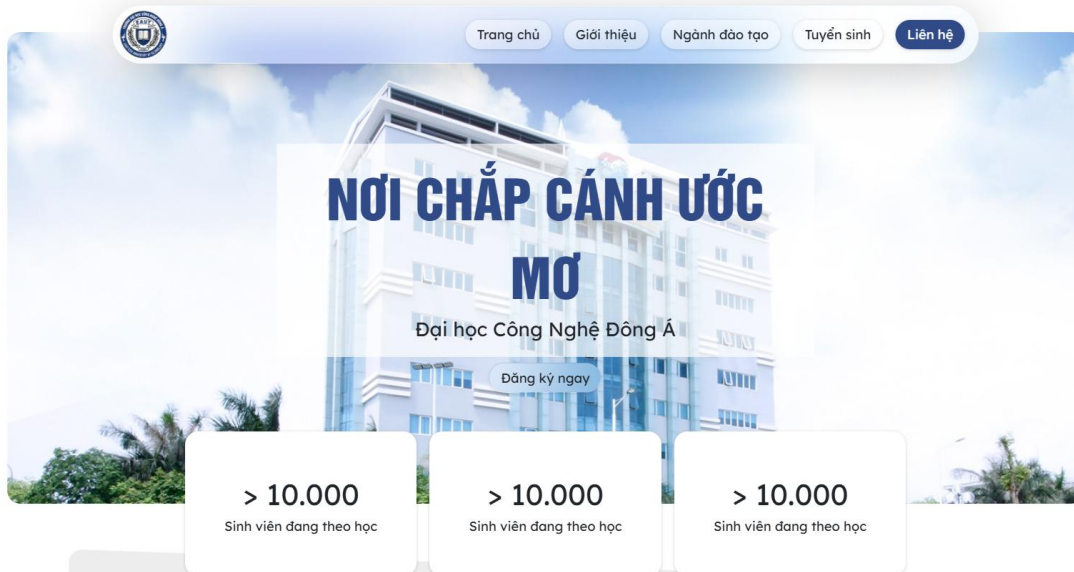 EAUT
Trang chủ
Giới thiệu
Ngành đào tạo
Tuyển sinh
Liên hệ
NƠI CHẮP CÁNH ƯỚC
MƠ
Đại học Công Nghệ Đông Á
Đăng ký ngay
> 10.000
Sinh viên đang theo học
> 10.000
Sinh viên đang theo học
> 10.000
Sinh viên đang theo học